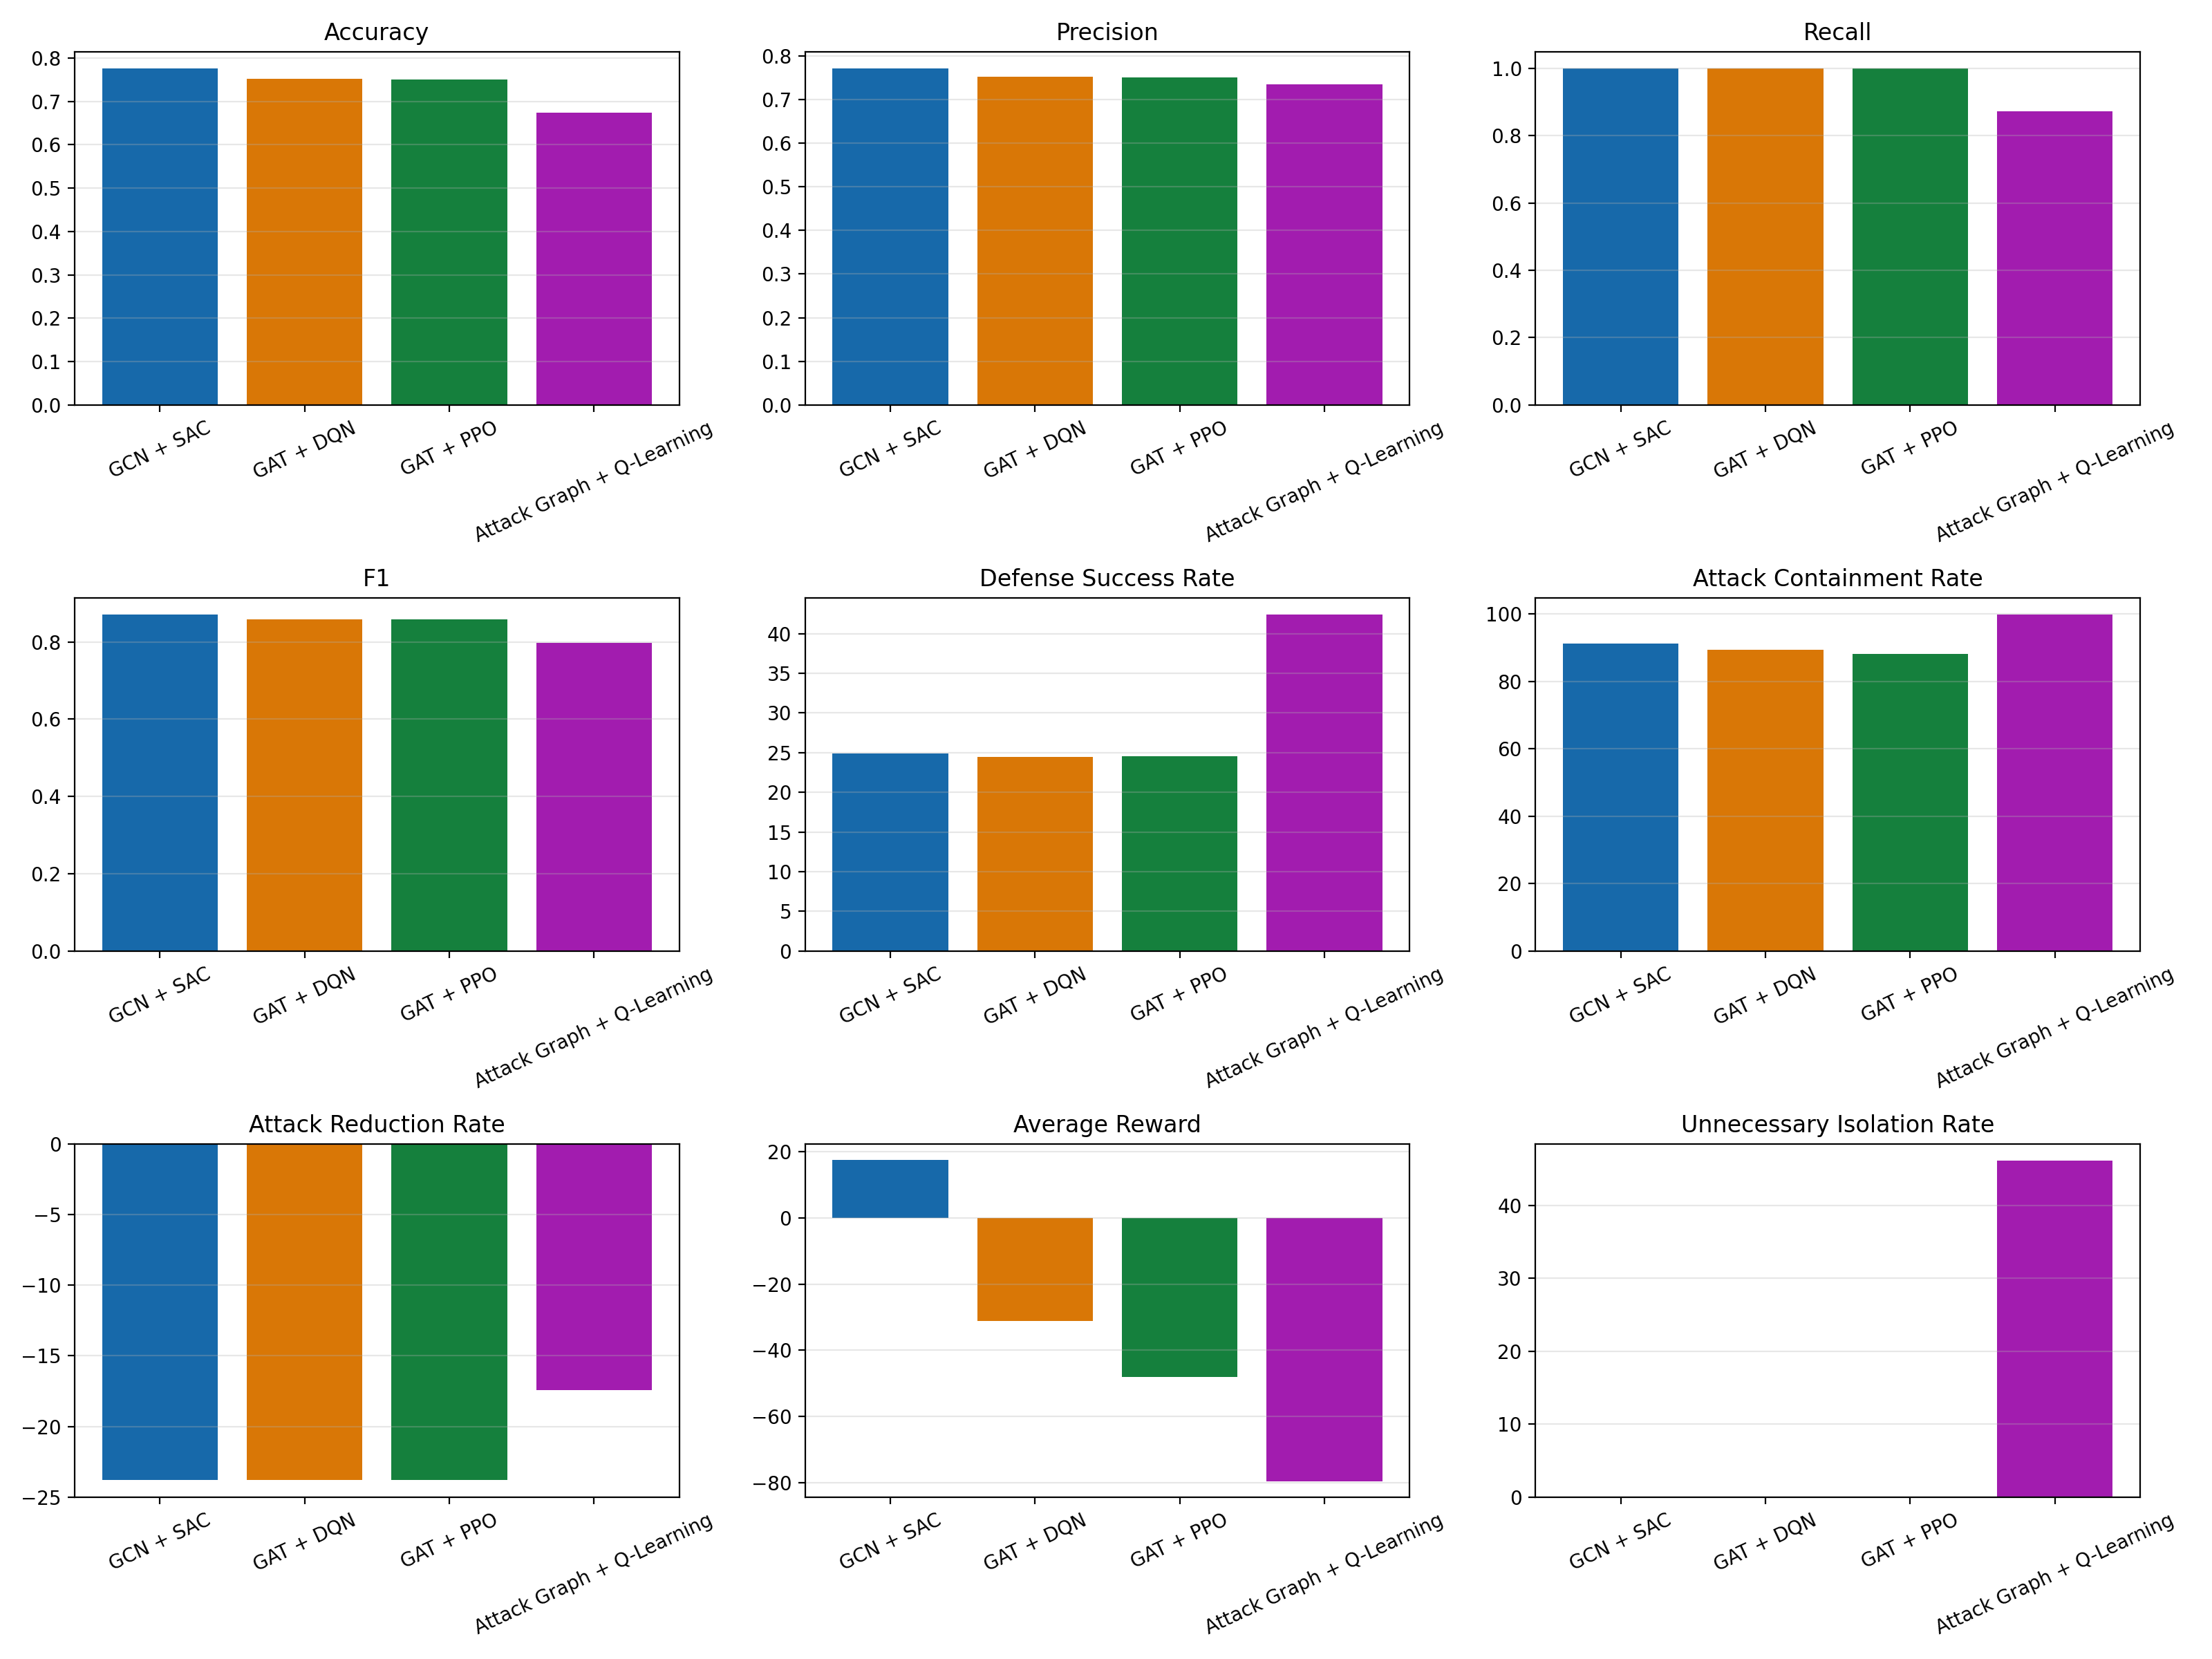 Accuracy
0.8
0.7
0.6
0.5
0.4
0.3
0.2
0.1
0.0
GCN + SAC
GAT + DQN
GAT + PPO
Attack Graph + Q-Learning
Precision
0.8
0.7
0.6
0.5
0.4
0.3
0.2
0.1
0.0
GCN + SAC
GAT + DQN
GAT + PPO
Attack Graph + Q-Learning
Recall
1.0
0.8
0.6
0.4
0.2
0.0
GCN + SAC
GAT + DQN
GAT + PPO
Attack Graph + Q-Learning
F1
0.8
0.6
0.4
0.2
0.0
GCN + SAC
GAT + DQN
GAT + PPO
Attack Graph + Q-Learning
Defense Success Rate
40
35
30
25
20
15
10
5
0
GCN + SAC
GAT + DQN
GAT + PPO
Attack Graph + Q-Learning
Attack Containment Rate
100
80
60
40
20
0
GCN + SAC
GAT + DQN
GAT + PPO
Attack Graph + Q-Learning
Attack Reduction Rate
0
−5
−10
−15
−20
−25
GCN + SAC
GAT + DQN
GAT + PPO
Attack Graph + Q-Learning
Average Reward
20
0
−20
−40
−60
−80
GCN + SAC
GAT + DQN
GAT + PPO
Attack Graph + Q-Learning
Unnecessary Isolation Rate
40
30
20
10
0
GCN + SAC
GAT + DQN
GAT + PPO
Attack Graph + Q-Learning